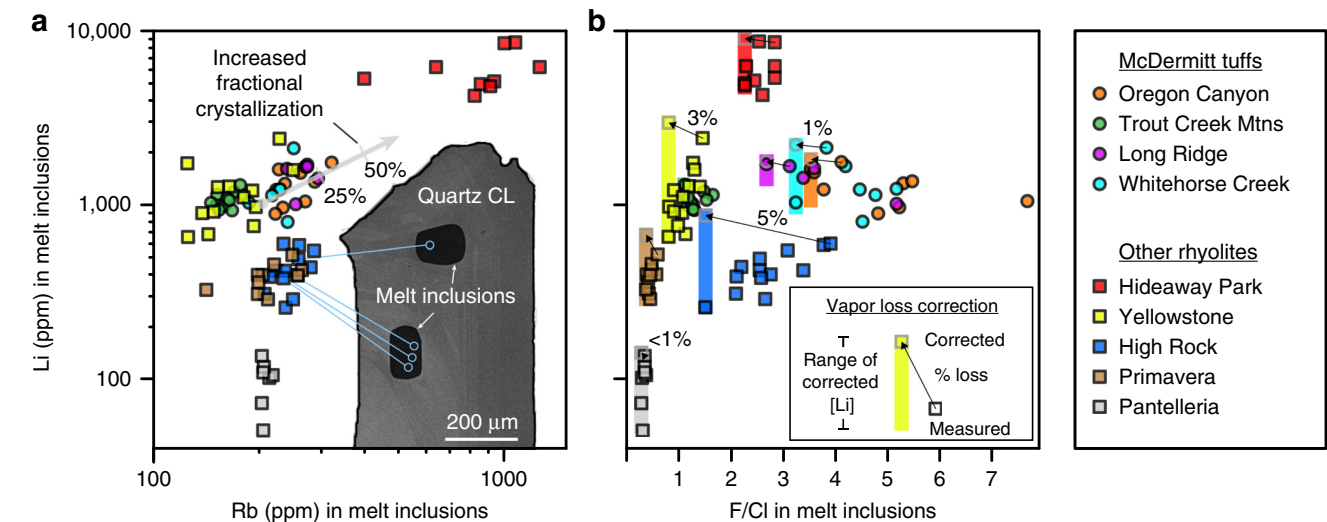 a
10,000
1,000
100
Li (ppm) in melt inclusions
Increased
fractional
crystallization
50%
25%
Quartz CL
Melt inclusions
200 µm
100
1000
Rb (ppm) in melt inclusions
b
3%
1%
5%
<1%
Vapor loss correction
Range of
corrected
[Li]
Corrected
% loss
Measured
1 2 3 4 5 6 7
F/Cl in melt inclusions
McDermitt tuffs
Oregon Canyon
Trout Creek Mtns
Long Ridge
Whitehorse Creek
Other rhyolites
Hideaway Park
Yellowstone
High Rock
Primavera
Pantelleria